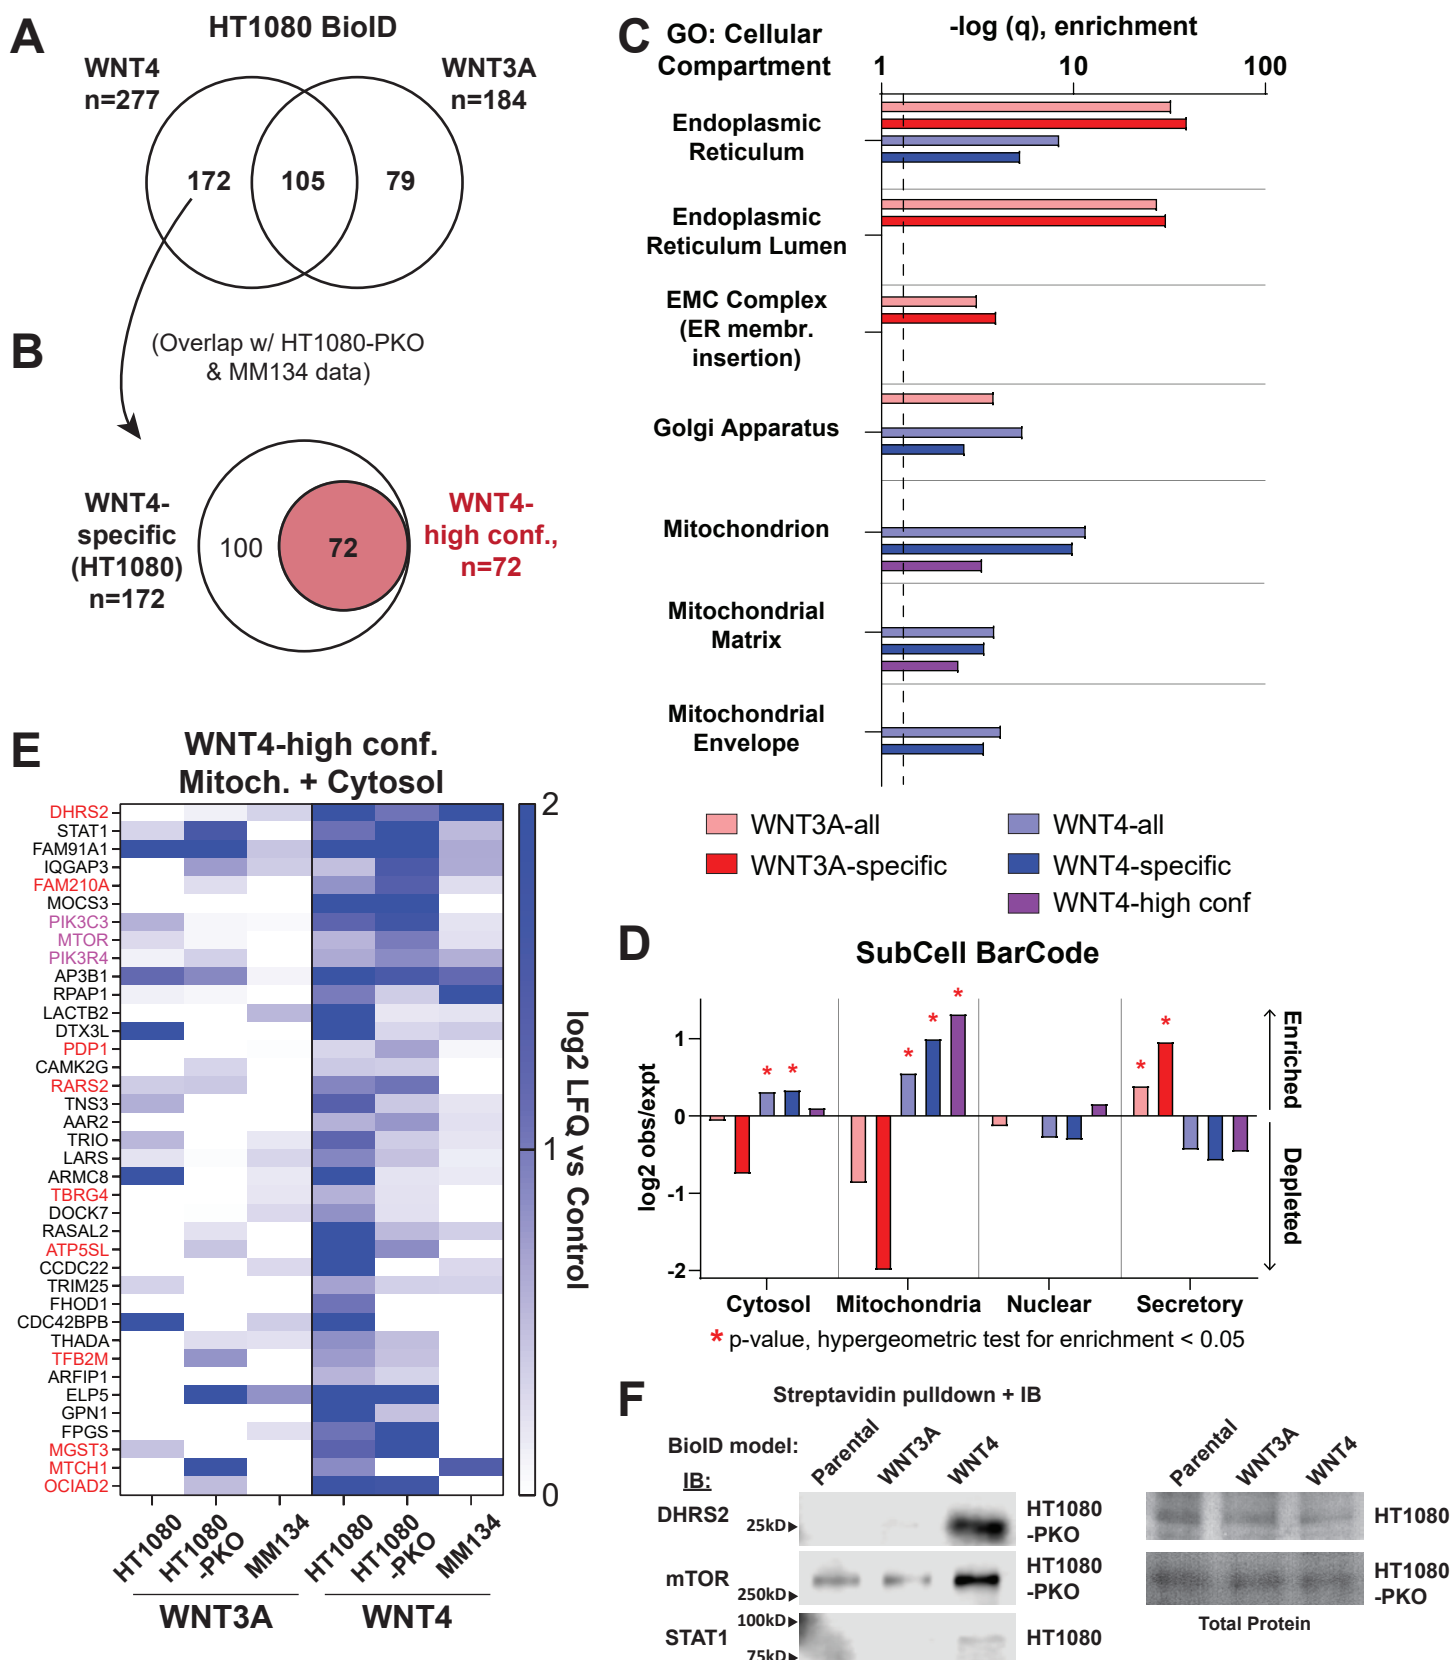 A
HT1080 BioID
WNT4
n=277
WNT3A
n=184
172
105
79
B
(Overlap w/ HT1080-PKO
& MM134 data)
WNT4-
specific
(HT1080)
n=172
100
72
WNT4-
high conf.,
n=72
C
GO: Cellular
Compartment
-log (q), enrichment
1
10
100
Endoplasmic
Reticulum
Endoplasmic
Reticulum Lumen
EMC Complex
(ER membr.
insertion)
Golgi Apparatus
Mitochondrion
Mitochondrial
Matrix
Mitochondrial
Envelope
WNT3A-all
WNT3A-specific
WNT4-all
WNT4-specific
WNT4-high conf
D
SubCell BarCode
log2 obs/expt
1
0
-1
-2
* * * * * * *
Enriched
Depleted
Cytosol
Mitochondria
Nuclear
Secretory
* p-value, hypergeometric test for enrichment < 0.05
E
WNT4-high conf.
Mitoch. + Cytosol
DHRS2
STAT1
FAM91A1
IQGAP3
FAM210A
MOCS3
PIK3C3
MTOR
PIK3R4
AP3B1
RPAP1
LACTB2
DTX3L
PDP1
CAMK2G
RARS2
TNS3
AAR2
TRIO
LARS
ARMC8
TBRG4
DOCK7
RASAL2
ATP5SL
CCDC22
TRIM25
FHOD1
CDC42BPB
THADA
TFB2M
ARFIP1
ELP5
GPN1
FPGS
MGST3
MTCH1
OCIAD2
2
1
0
log2 LFQ vs Control
HT1080
HT1080
-PKO
MM134
HT1080
HT1080
-PKO
MM134
WNT3A
WNT4
F
Streptavidin pulldown + IB
BioID model:
Parental
WNT3A
WNT4
IB:
DHRS2
25kD
HT1080
-PKO
mTOR
250kD
HT1080
-PKO
STAT1
100kD
75kD
HT1080
Parental
WNT3A
WNT4
HT1080
HT1080
-PKO
Total Protein